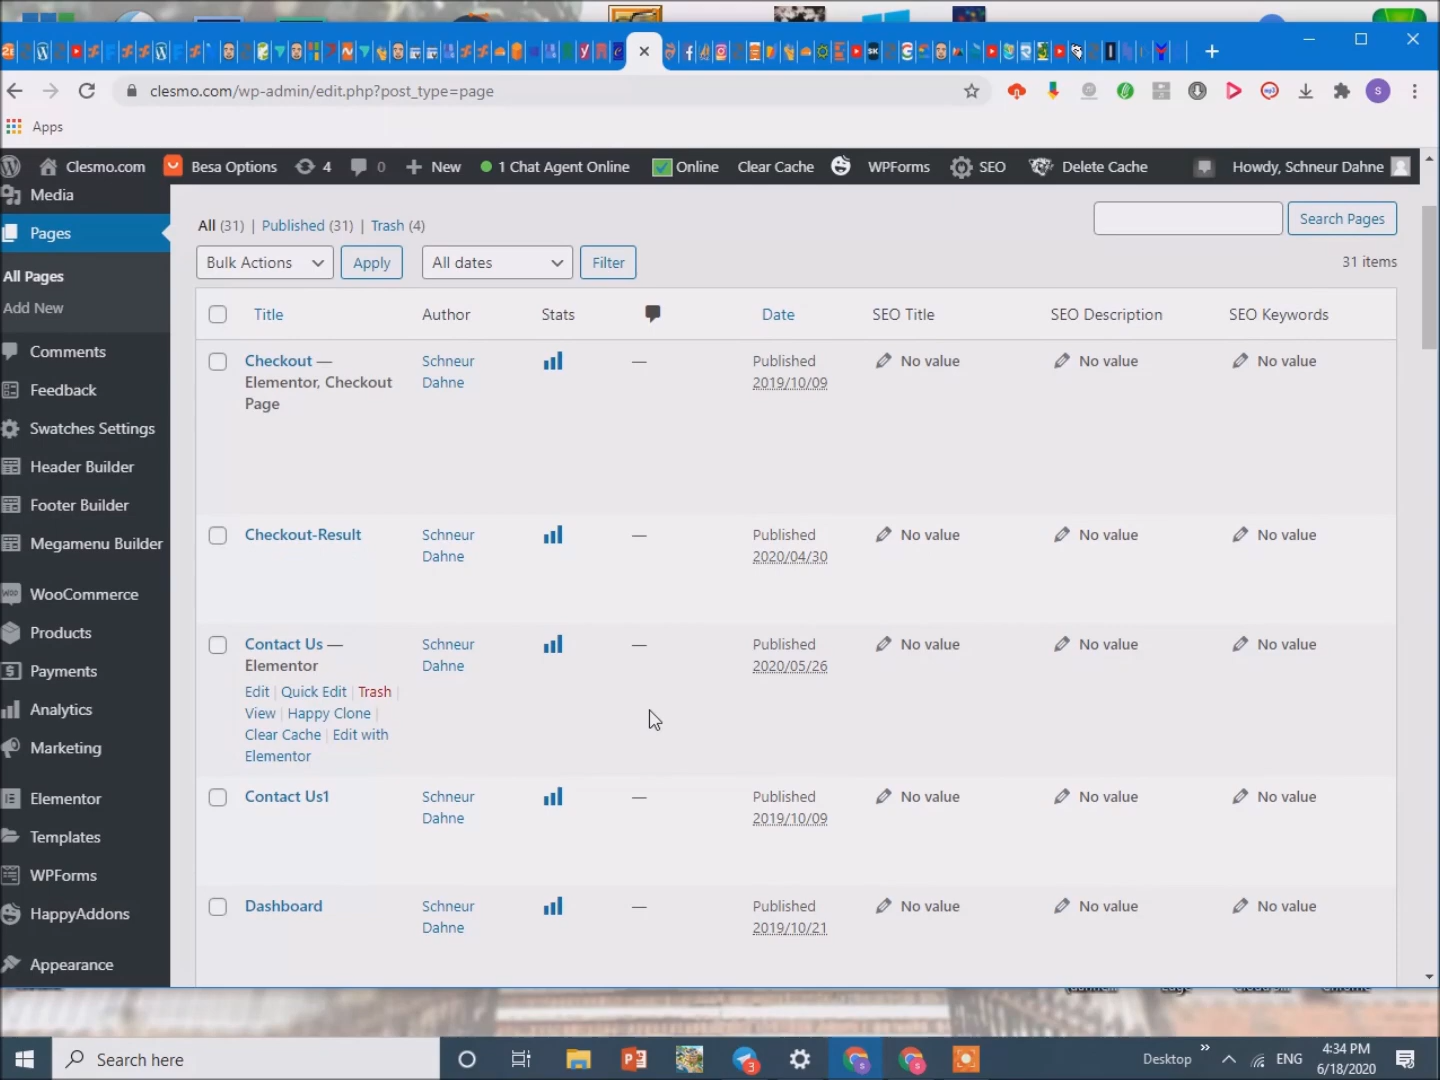 clesmo.com/wp-admin/edit.php?post_type=page
Apps
Clesmo.com
Besa Options
4
0
New
1 Chat Agent Online
Online
Clear Cache
WPForms
SEO
Delete Cache
Howdy, Schneur Dahne
Media
Pages
All Pages
Add New
Comments
Feedback
Swatches Settings
Header Builder
Footer Builder
Megamenu Builder
WooCommerce
Products
Payments
Analytics
Marketing
Elementor
Templates
WPForms
HappyAddons
Appearance
All (31) | Published (31) | Trash (4)
Search Pages
Bulk Actions
Apply
All dates
Filter
31 items
Title
Author
Stats
Date
SEO Title
SEO Description
SEO Keywords
Checkout —
Elementor, Checkout
Page
Schneur
Dahne
—
Published
2019/10/09
No value
No value
No value
Checkout-Result
Schneur
Dahne
—
Published
2020/04/30
No value
No value
No value
Contact Us —
Elementor
Edit | Quick Edit | Trash |
View | Happy Clone |
Clear Cache | Edit with
Elementor
Schneur
Dahne
—
Published
2020/05/26
No value
No value
No value
Contact Us1
Schneur
Dahne
—
Published
2019/10/09
No value
No value
No value
Dashboard
Schneur
Dahne
—
Published
2019/10/21
No value
No value
No value
Search here
3
Desktop
ENG
4:34 PM
6/18/2020